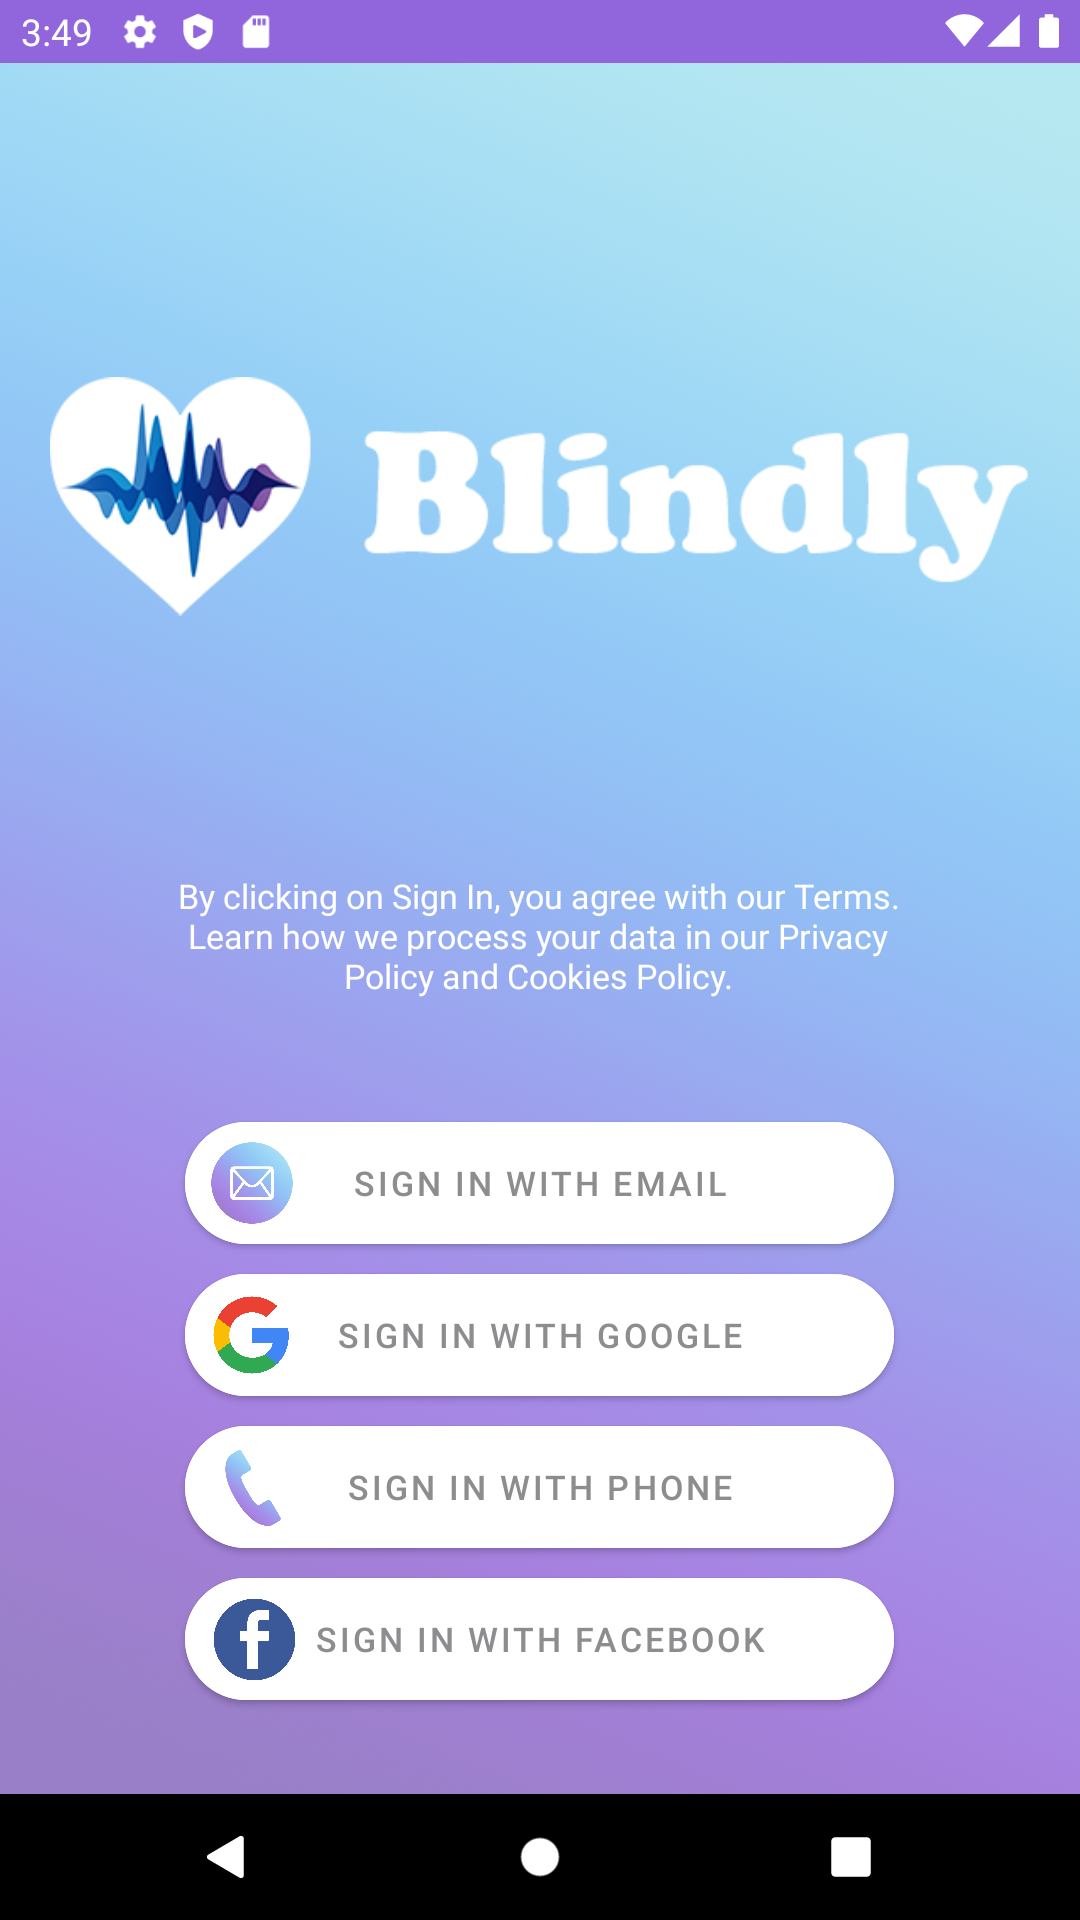 3:49
Blindly
By clicking on Sign In, you agree with our Terms.
Learn how we process your data in our Privacy
Policy and Cookies Policy.
SIGN IN WITH EMAIL
SIGN IN WITH GOOGLE
SIGN IN WITH PHONE
SIGN IN WITH FACEBOOK